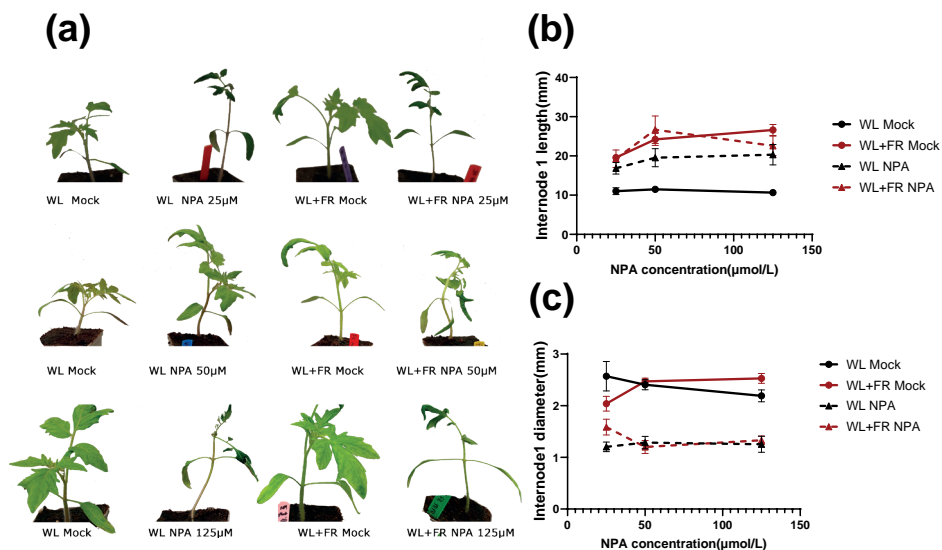 (a)
WL Mock
WL NPA 25µM
WL+FR Mock
WL+FR NPA 25µM
WL Mock
WL NPA 50µM
WL+FR Mock
WL+FR NPA 50µM
WL Mock
WL NPA 125µM
WL+FR Mock
WL+FR NPA 125µM
(b)
Internode 1 length(mm)
40
30
20
10
0
0
50
100
150
NPA concentration(µmol/L)
WL Mock
WL+FR Mock
WL NPA
WL+FR NPA
(c)
Internode1 diameter(mm)
3
2
1
0
0
50
100
150
NPA concentration(µmol/L)
WL Mock
WL+FR Mock
WL NPA
WL+FR NPA